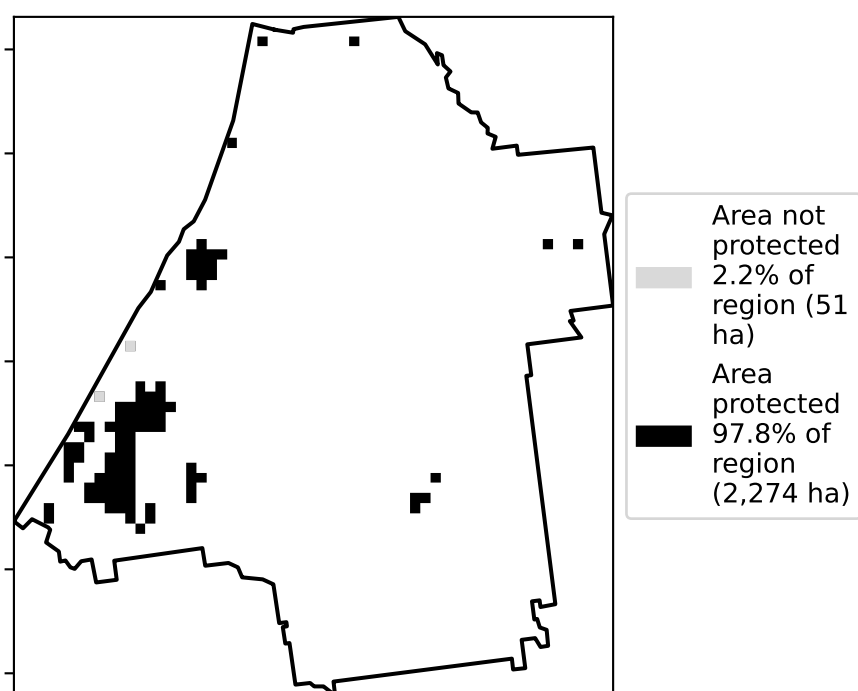 Area not
protected
2.2% of
region (51
ha)
Area
protected
97.8% of
region
(2,274 ha)